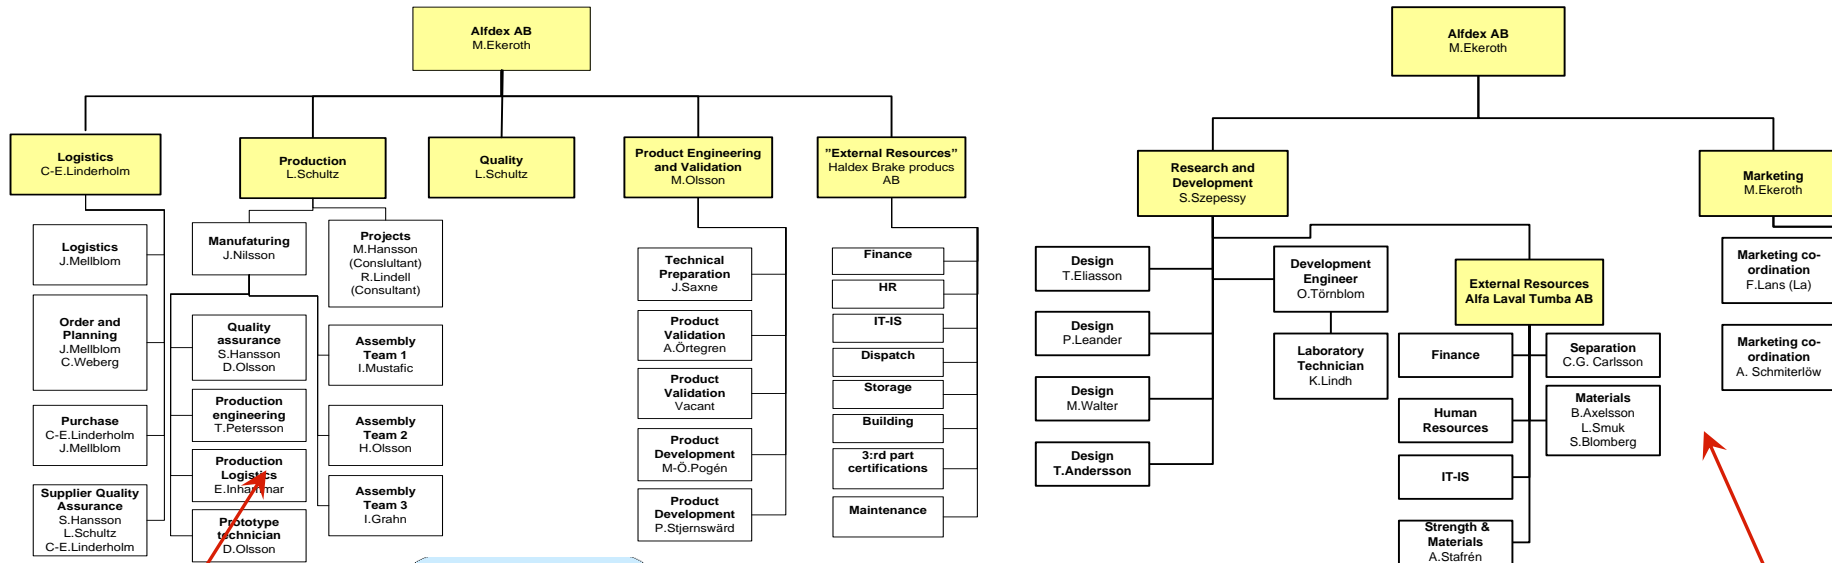 Alfdex AB
M.Ekeroth
Logistics
C-E.Linderholm
Production
L.Schultz
Quality
L.Schultz
Product Engineering
and Validation
M.Olsson
"External Resources"
Haldex Brake producs
AB
Logistics
J.Mellblom
Order and
Planning
J.Mellblom
C.Weberg
Purchase
C-E.Linderholm
J.Mellblom
Supplier Quality
Assurance
S.Hansson
L.Schultz
C-E.Linderholm
Manufaturing
J.Nilsson
Projects
M.Hansson
(Conslultant)
R.Lindell
(Consultant)
Quality
assurance
S.Hansson
D.Olsson
Production
engineering
T.Petersson
Production
Logistics
E.Inhammar
Prototype
technician
D.Olsson
Assembly
Team 1
I.Mustafic
Assembly
Team 2
H.Olsson
Assembly
Team 3
I.Grahn
Technical
Preparation
J.Saxne
Product
Validation
A.Örtegren
Product
Validation
Vacant
Product
Development
M-Ö.Pogén
Product
Development
P.Stjernswärd
Finance
HR
IT-IS
Dispatch
Storage
Building
3:rd part
certifications
Maintenance
Alfdex AB
M.Ekeroth
Research and
Development
S.Szepessy
Marketing
M.Ekeroth
Design
T.Eliasson
Design
P.Leander
Design
M.Walter
Design
T.Andersson
Development
Engineer
O.Törnblom
Laboratory
Technician
K.Lindh
External Resources
Alfa Laval Tumba AB
Finance
Human
Resources
IT-IS
Strength &
Materials
A.Stafrén
Separation
C.G. Carlsson
Materials
B.Axelsson
L.Smuk
S.Blomberg
Marketing co-
ordination
F.Lans (La)
Marketing co-
ordination
A. Schmiterlöw